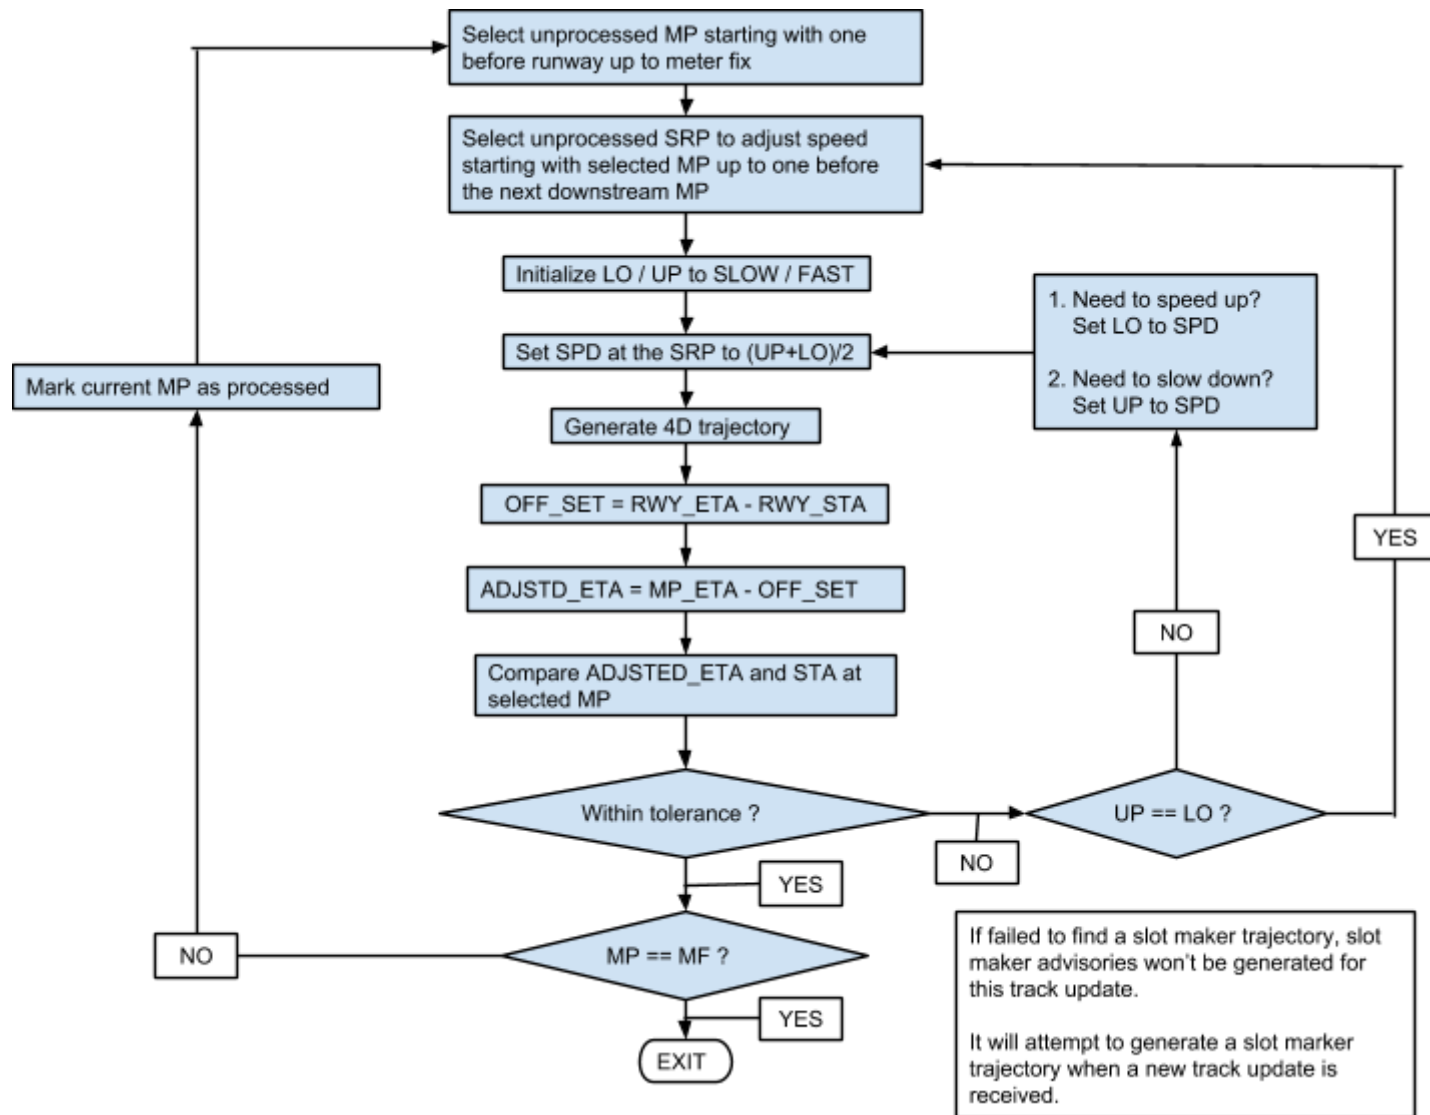 Select unprocessed MP starting with one
before runway up to meter fix
Select unprocessed SRP to adjust speed
starting with selected MP up to one before
the next downstream MP
Initialize LO / UP to SLOW / FAST
1. Need to speed up?
Set LO to SPD
2. Need to slow down?
Set UP to SPD
Set SPD at the SRP to (UP+LO)/2
Mark current MP as processed
Generate 4D trajectory
OFF_SET = RWY_ETA - RWY_STA
YES
ADJSTD_ETA = MP_ETA - OFF_SET
NO
Compare ADJSTED_ETA and STA at
selected MP
Within tolerance ?
UP == LO ?
NO
YES
MP == MF ?
NO
YES
EXIT
If failed to find a slot maker trajectory, slot
maker advisories won't be generated for
this track update.
It will attempt to generate a slot marker
trajectory when a new track update is
received.